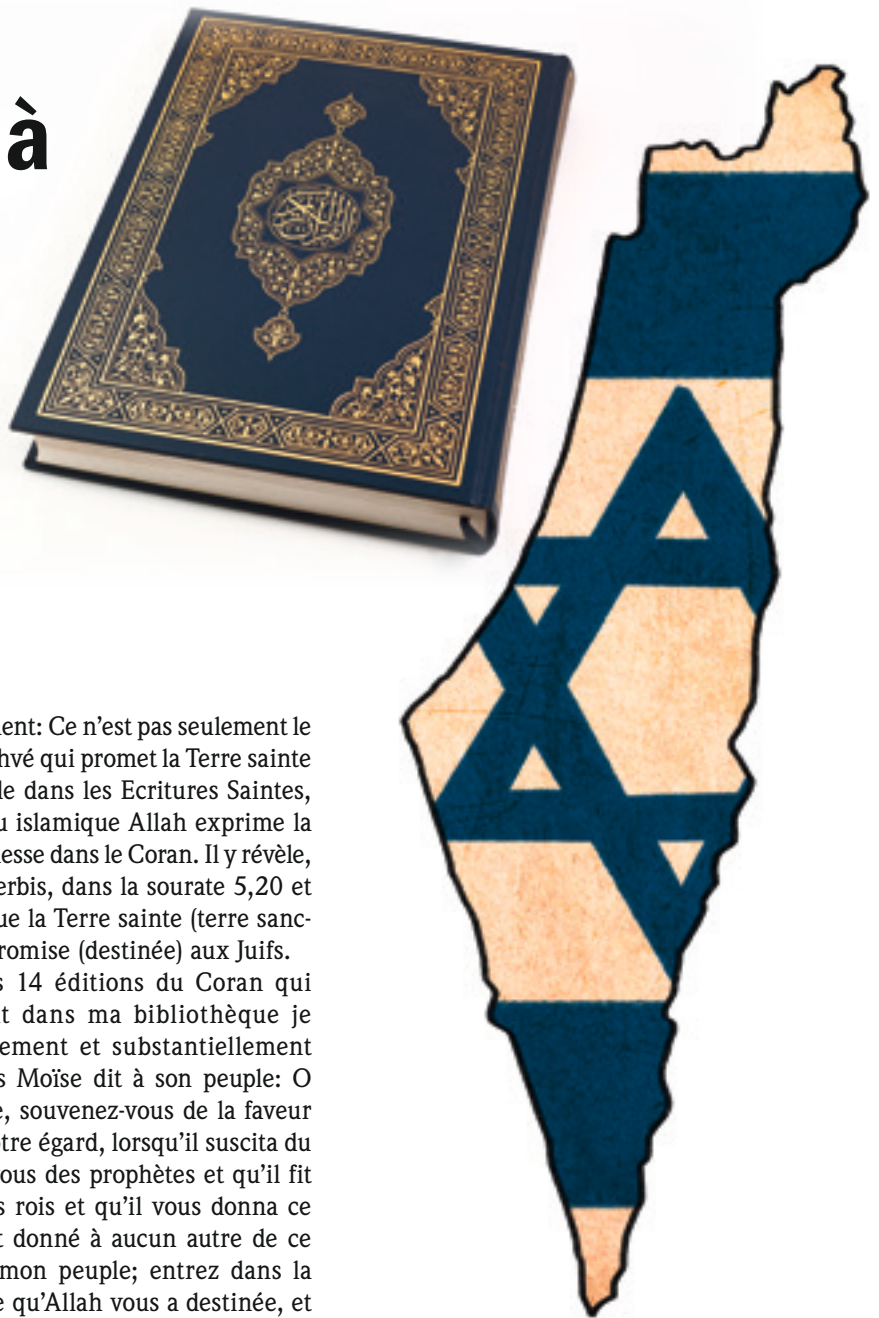 à
القرآن الكريم
ent: Ce n'est pas seulement le
hvé qui promet la Terre sainte
le dans les Ecritures Saintes,
u islamique Allah exprime la
esse dans le Coran. Il y révèle,
erbis, dans la sourate 5,20 et
ue la Terre sainte (terre sanc-
romise (destinée) aux Juifs.
s 14 éditions du Coran qui
t dans ma bibliothèque je
ement et substantiellement
s Moïse dit à son peuple: O
e, souvenez-vous de la faveur
otre égard, lorsqu'il suscita du
ous des prophètes et qu'il fit
s rois et qu'il vous donna ce
t donné à aucun autre de ce
mon peuple; entrez dans la
e qu'Allah vous a destinée, et